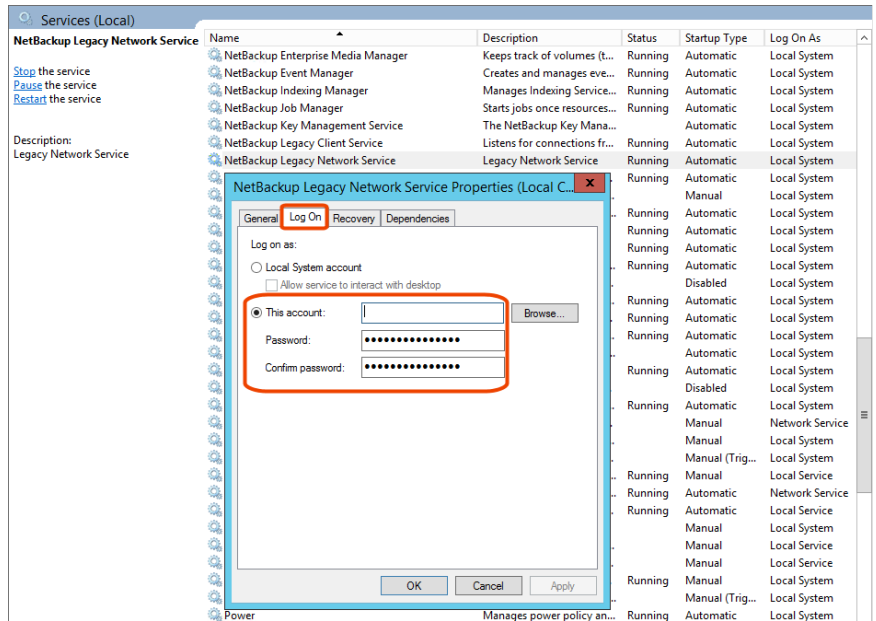 Services (Local)
NetBackup Legacy Network Service
Stop the service
Pause the service
Restart the service
Description:
Legacy Network Service
Name Description Status Startup Type Log On As
NetBackup Enterprise Media Manager Keeps track of volumes (t... Running Automatic Local System
NetBackup Event Manager Creates and manages eve... Running Automatic Local System
NetBackup Indexing Manager Manages Indexing Service... Running Automatic Local System
NetBackup Job Manager Starts jobs once resources... Running Automatic Local System
NetBackup Key Management Service The NetBackup Key Mana... Automatic Local System
NetBackup Legacy Client Service Listens for connections fr... Running Automatic Local System
NetBackup Legacy Network Service Legacy Network Service Running Automatic Local System
Running Automatic Local System
Manual Local System
Running Automatic Local System
Running Automatic Local System
Running Automatic Local System
Running Automatic Local System
Disabled Local System
Running Automatic Local System
Running Automatic Local System
Running Automatic Local System
Automatic Local System
Running Automatic Local System
Disabled Local System
Running Automatic Local System
Manual Network Service
Manual Local System
Manual (Trig... Local System
Running Manual Local Service
Running Automatic Network Service
Running Automatic Local Service
Manual Local System
Manual Local Service
Manual Local Service
Running Manual Local System
Manual (Trig... Local System
Power Manages power policy an... Running Automatic Local System
NetBackup Legacy Network Service Properties (Local C...
x
General Log On Recovery Dependencies
Log on as:
Local System account
Allow service to interact with desktop
This account:
Browse...
Password:
Confirm password:
OK Cancel Apply